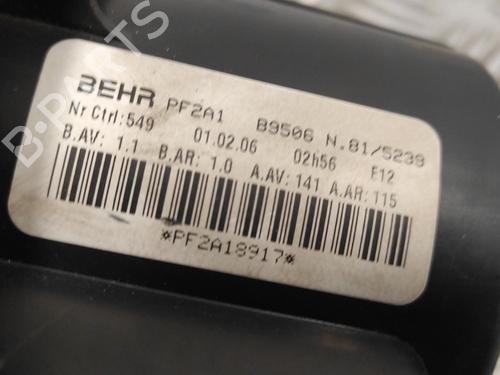 B-PARTS
BEHR PF2A1 B9506 N.81/5239
Nr Ctrl:549 01.02.06 02h56 E12
B.AV: 1.1 B.AR: 1.0 A.AV: 141 A.AR: 115
*PF2A18917*